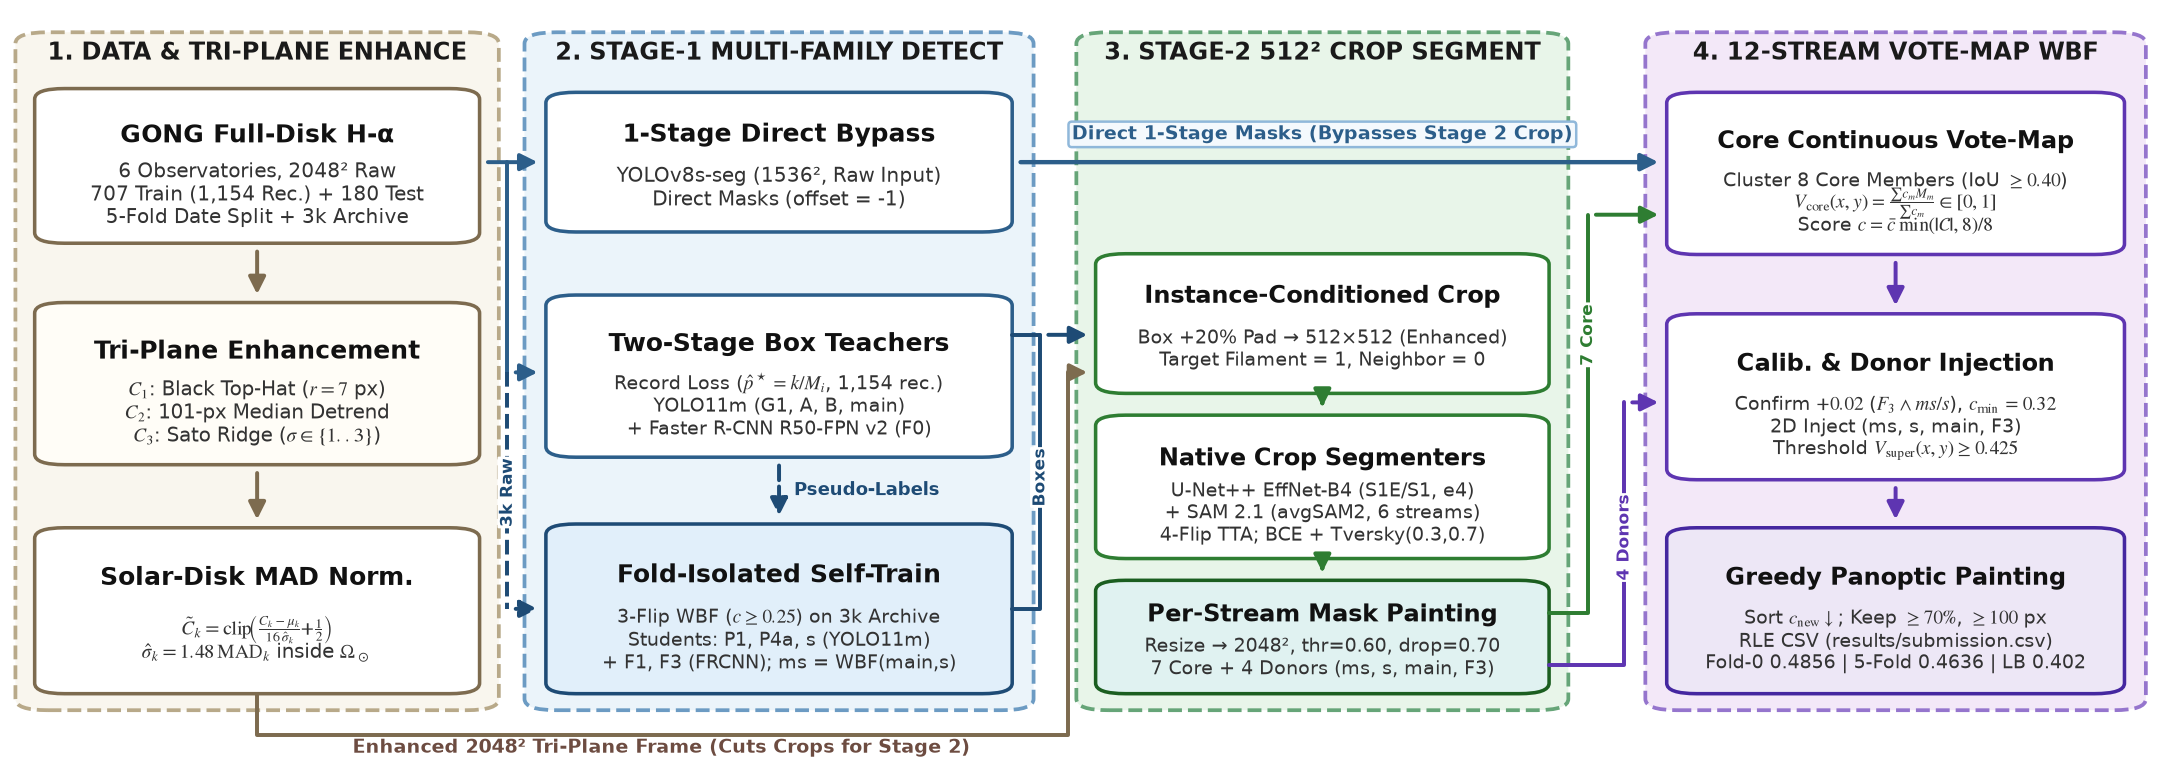 1. DATA & TRI-PLANE ENHANCE
GONG Full-Disk H-α
6 Observatories, 2048² Raw
707 Train (1,154 Rec.) + 180 Test
5-Fold Date Split + 3k Archive
Tri-Plane Enhancement
C₁: Black Top-Hat (r = 7 px)
C₂: 101-px Median Detrend
C₃: Sato Ridge (σ ∈ {1. . 3})
Solar-Disk MAD Norm.
C̃ₖ = clip(\frac{Cₖ − μₖ}{16 σ̂ₖ} + \frac{1}{2})
σ̂ₖ = 1.48 MADₖ inside Ω⊙
Enhanced 2048² Tri-Plane Frame (Cuts Crops for Stage 2)
3k Raw
2. STAGE-1 MULTI-FAMILY DETECT
1-Stage Direct Bypass
YOLOv8s-seg (1536², Raw Input)
Direct Masks (offset = -1)
Two-Stage Box Teachers
Record Loss (p̂⋆ = k/Mᵢ, 1,154 rec.)
YOLO11m (G1, A, B, main)
+ Faster R-CNN R50-FPN v2 (F0)
Pseudo-Labels
Fold-Isolated Self-Train
3-Flip WBF (c ≥ 0.25) on 3k Archive
Students: P1, P4a, s (YOLO11m)
+ F1, F3 (FRCNN); ms = WBF(main,s)
Boxes
3. STAGE-2 512² CROP SEGMENT
Direct 1-Stage Masks (Bypasses Stage 2 Crop)
Instance-Conditioned Crop
Box +20% Pad → 512×512 (Enhanced)
Target Filament = 1, Neighbor = 0
Native Crop Segmenters
U-Net++ EffNet-B4 (S1E/S1, e4)
+ SAM 2.1 (avgSAM2, 6 streams)
4-Flip TTA; BCE + Tversky(0.3,0.7)
Per-Stream Mask Painting
Resize → 2048², thr=0.60, drop=0.70
7 Core + 4 Donors (ms, s, main, F3)
7 Core
4 Donors
4. 12-STREAM VOTE-MAP WBF
Core Continuous Vote-Map
Cluster 8 Core Members (IoU ≥ 0.40)
V_core(x, y) = \frac{∑cₘMₘ}{∑cₘ} ∈ [0, 1]
Score c = c̄ min(|C|, 8)/8
Calib. & Donor Injection
Confirm +0.02 (F₃ ∧ ms/s), c_min = 0.32
2D Inject (ms, s, main, F3)
Threshold V_super(x, y) ≥ 0.425
Greedy Panoptic Painting
Sort c_new ↓; Keep ≥ 70%, ≥ 100 px
RLE CSV (results/submission.csv)
Fold-0 0.4856 | 5-Fold 0.4636 | LB 0.402